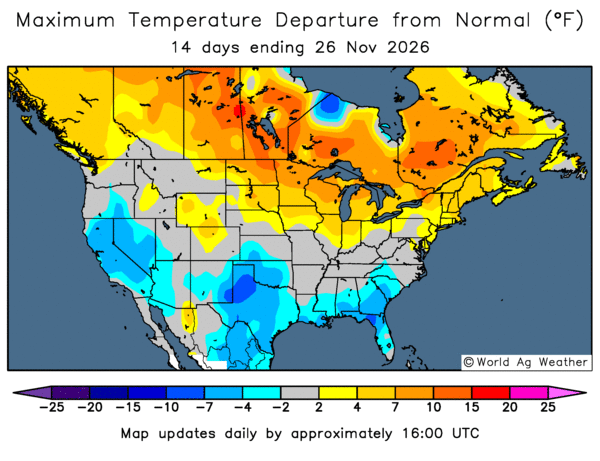 Maximum Temperature Departure from Normal (°F)
14 days ending 26 Nov 2026
©World Ag Weather
-25 -20 -15 -10 -7 -4 -2 2 4 7 10 15 20 25
Map updates daily by approximately 16:00 UTC